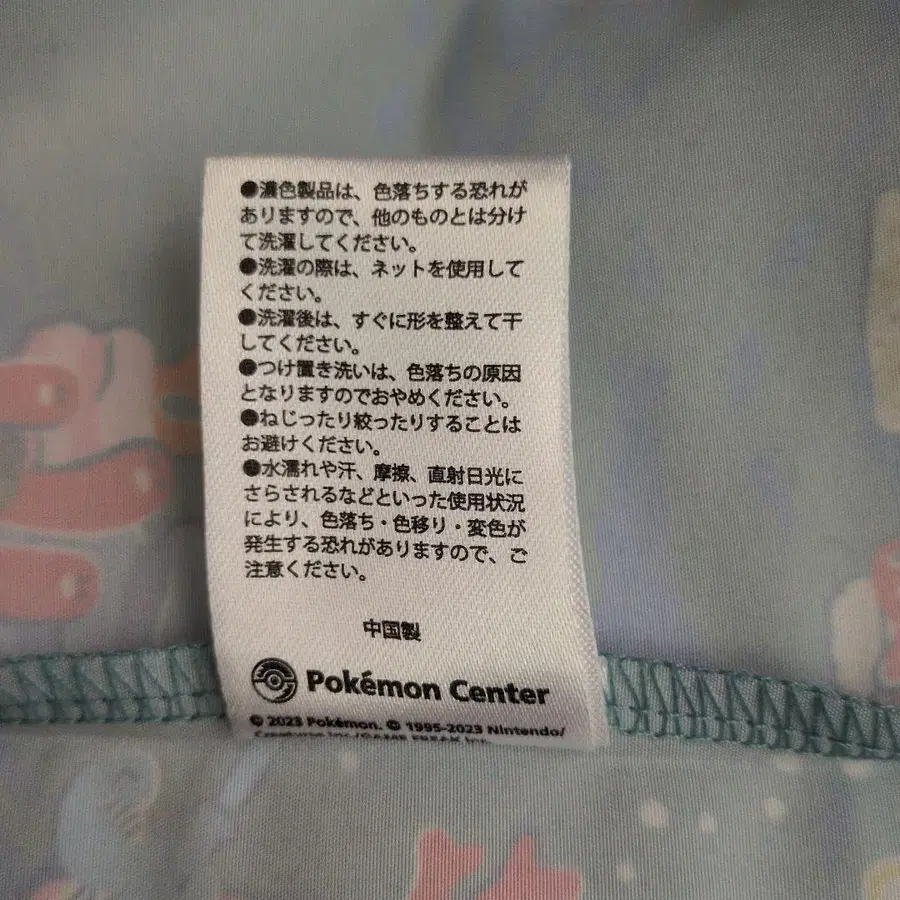 ●濃色製品は、色落ちする恐れが
ありますので、他のものとは分け
て洗濯してください。
●洗濯の際は、ネットを使用して
ください。
●洗濯後は、すぐに形を整えて干
してください。
●つけ置き洗いは、色落ちの原因
となりますのでおやめください。
●ねじったり絞ったりすることは
お避けください。
●水濡れや汗、摩擦、直射日光に
さらされるなどといった使用状況
により、色落ち・色移り・変色が
発生する恐れがありますので、ご
注意ください。
中国製
Pokémon Center
© 2023 Pokémon. © 1995-2023 Nintendo/
Creatures Inc./GAME FREAK inc.